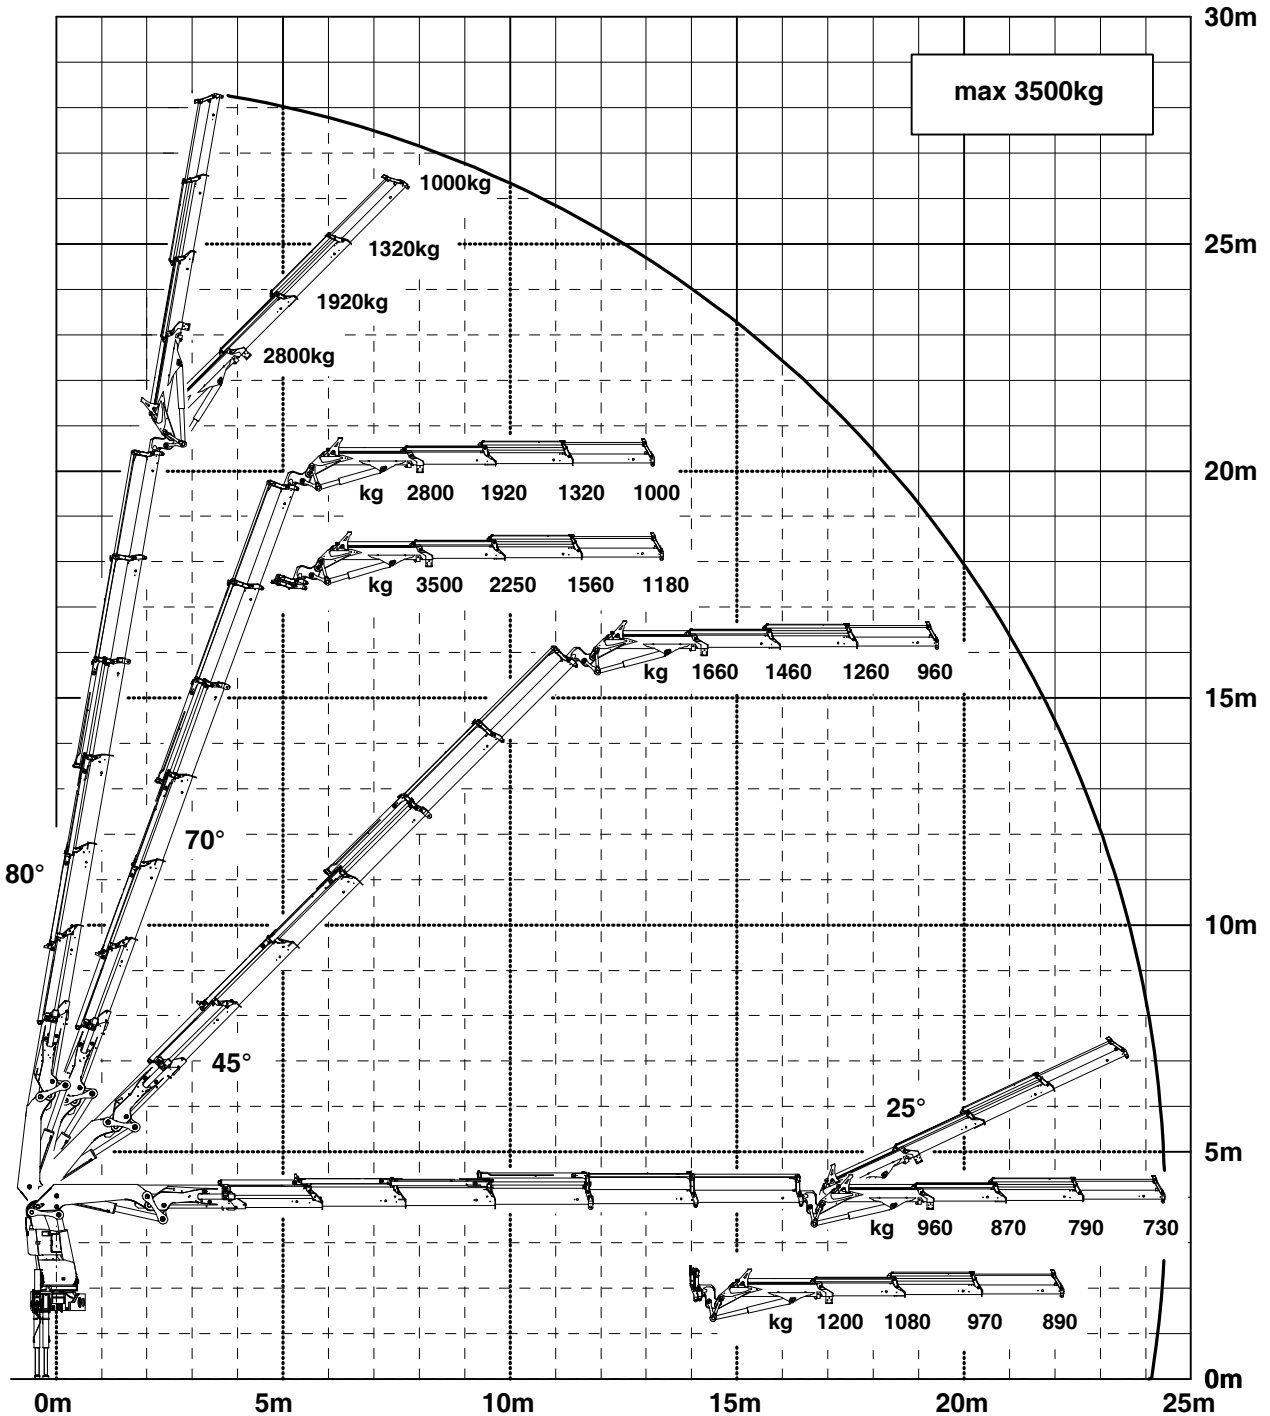 30m
max 3500kg
1000kg
1320kg
25m
1920kg
2800kg
20m
kg 2800 1920 1320 1000
kg 3500 2250 1560 1180
kg 1660 1460 1260 960
15m
70°
80°
10m
45°
25°
5m
kg 960 870 790 730
kg 1200 1080 970 890
0m
0m 5m 10m 15m 20m 25m